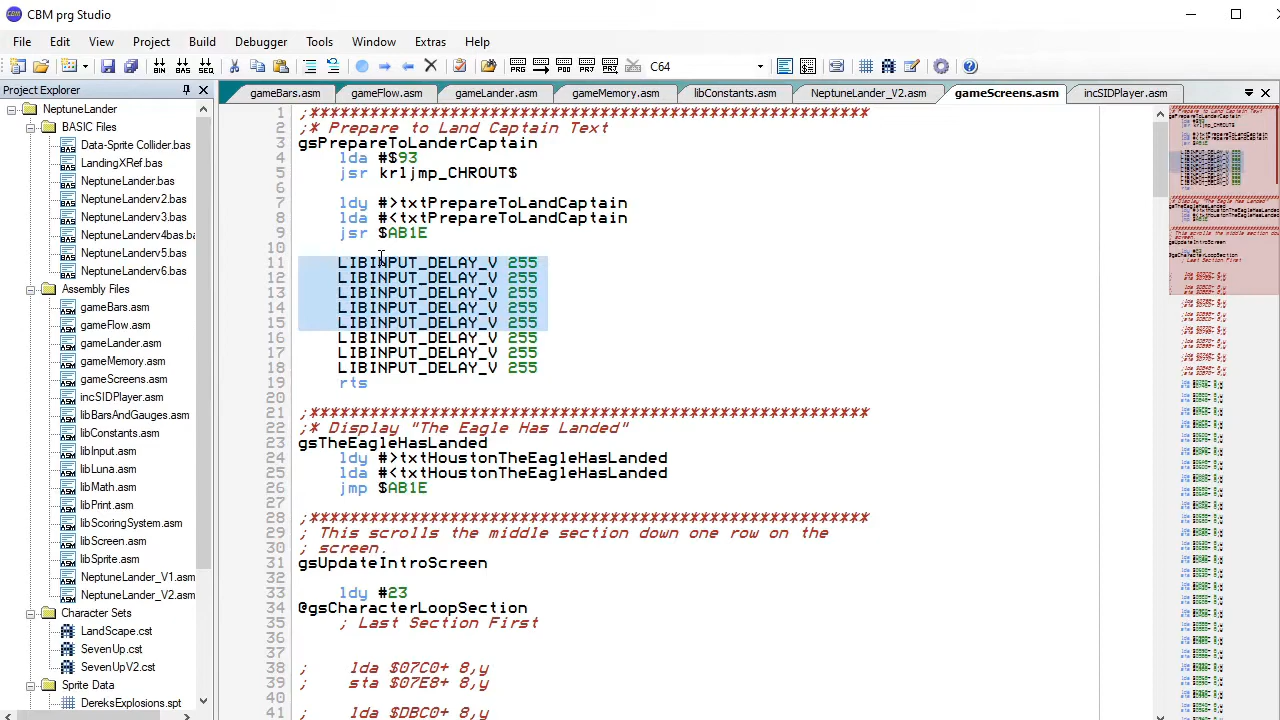 CBM prg Studio
File Edit View Project Build Debugger Tools Window Extras Help
C64
Project Explorer
gameBars.asm gameFlow.asm gameLander.asm gameMemory.asm libConstants.asm NeptuneLander_V2.asm gameScreens.asm incSIDPlayer.asm
NeptuneLander
BASIC Files
Data-Sprite Collider.bas
LandingXRef.bas
NeptuneLander.bas
NeptuneLanderv2.bas
NeptuneLanderv3.bas
NeptuneLanderv4bas.ba
NeptuneLanderv5.bas
NeptuneLanderv6.bas
Assembly Files
gameBars.asm
gameFlow.asm
gameLander.asm
gameMemory.asm
gameScreens.asm
incSIDPlayer.asm
libBarsAndGauges.asm
libConstants.asm
libInput.asm
libLuna.asm
libMath.asm
libPrint.asm
libScoringSystem.asm
libScreen.asm
libSprite.asm
NeptuneLander_V1.asm
NeptuneLander_V2.asm
Character Sets
LandScape.cst
SevenUp.cst
SevenUpV2.cst
Sprite Data
DereksExplosions.spt
1 ;*******************************************************
2 ;* Prepare to Land Captain Text
3 gsPrepareToLanderCaptain
4 lda #$93
5 jsr krljmp_CHROUT$
6
7 ldy #>txtPrepareToLandCaptain
8 lda #<txtPrepareToLandCaptain
9 jsr $AB1E
10
11 LIBINPUT_DELAY_V 255
12 LIBINPUT_DELAY_V 255
13 LIBINPUT_DELAY_V 255
14 LIBINPUT_DELAY_V 255
15 LIBINPUT_DELAY_V 255
16 LIBINPUT_DELAY_V 255
17 LIBINPUT_DELAY_V 255
18 LIBINPUT_DELAY_V 255
19 rts
20
21 ;*******************************************************
22 ;* Display "The Eagle Has Landed"
23 gsTheEagleHasLanded
24 ldy #>txtHoustonTheEagleHasLanded
25 lda #<txtHoustonTheEagleHasLanded
26 jmp $AB1E
27
28 ;*******************************************************
29 ; This scrolls the middle section down one row on the
30 ; screen.
31 gsUpdateIntroScreen
32
33 ldy #23
34 @gsCharacterLoopSection
35 ; Last Section First
36
37
38 ; lda $07C0+ 8,y
39 ; sta $07E8+ 8,y
40
41 ; lda $DBC0+ 8,y